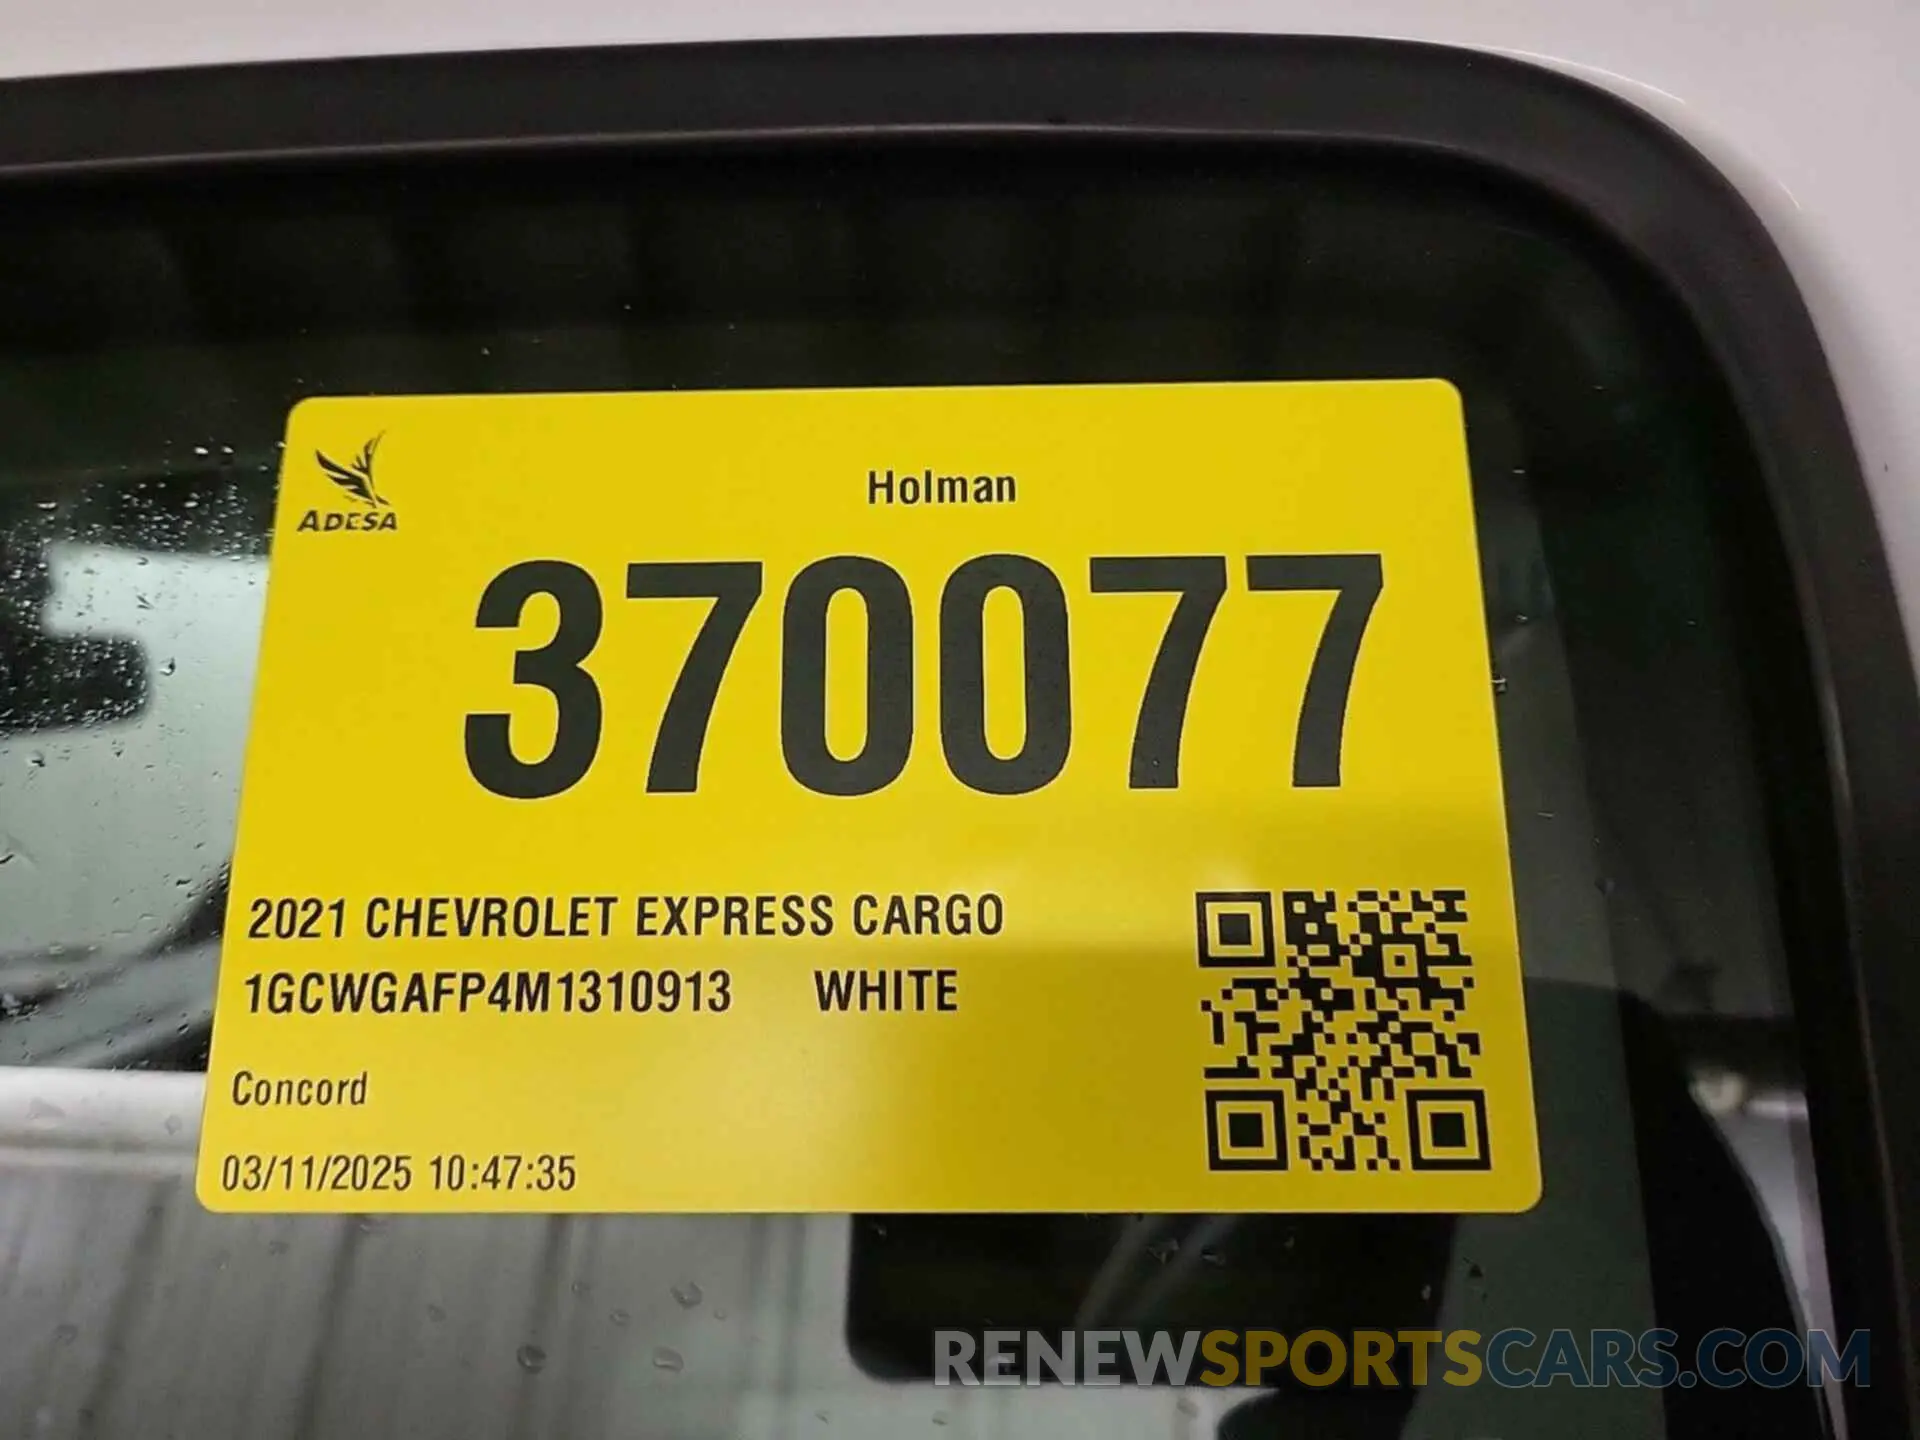 ADESA
Holman
370077
2021 CHEVROLET EXPRESS CARGO
1GCWGAFP4M1310913 WHITE
Concord
03/11/2025 10:47:35
RENEWSPORTSCARS.COM